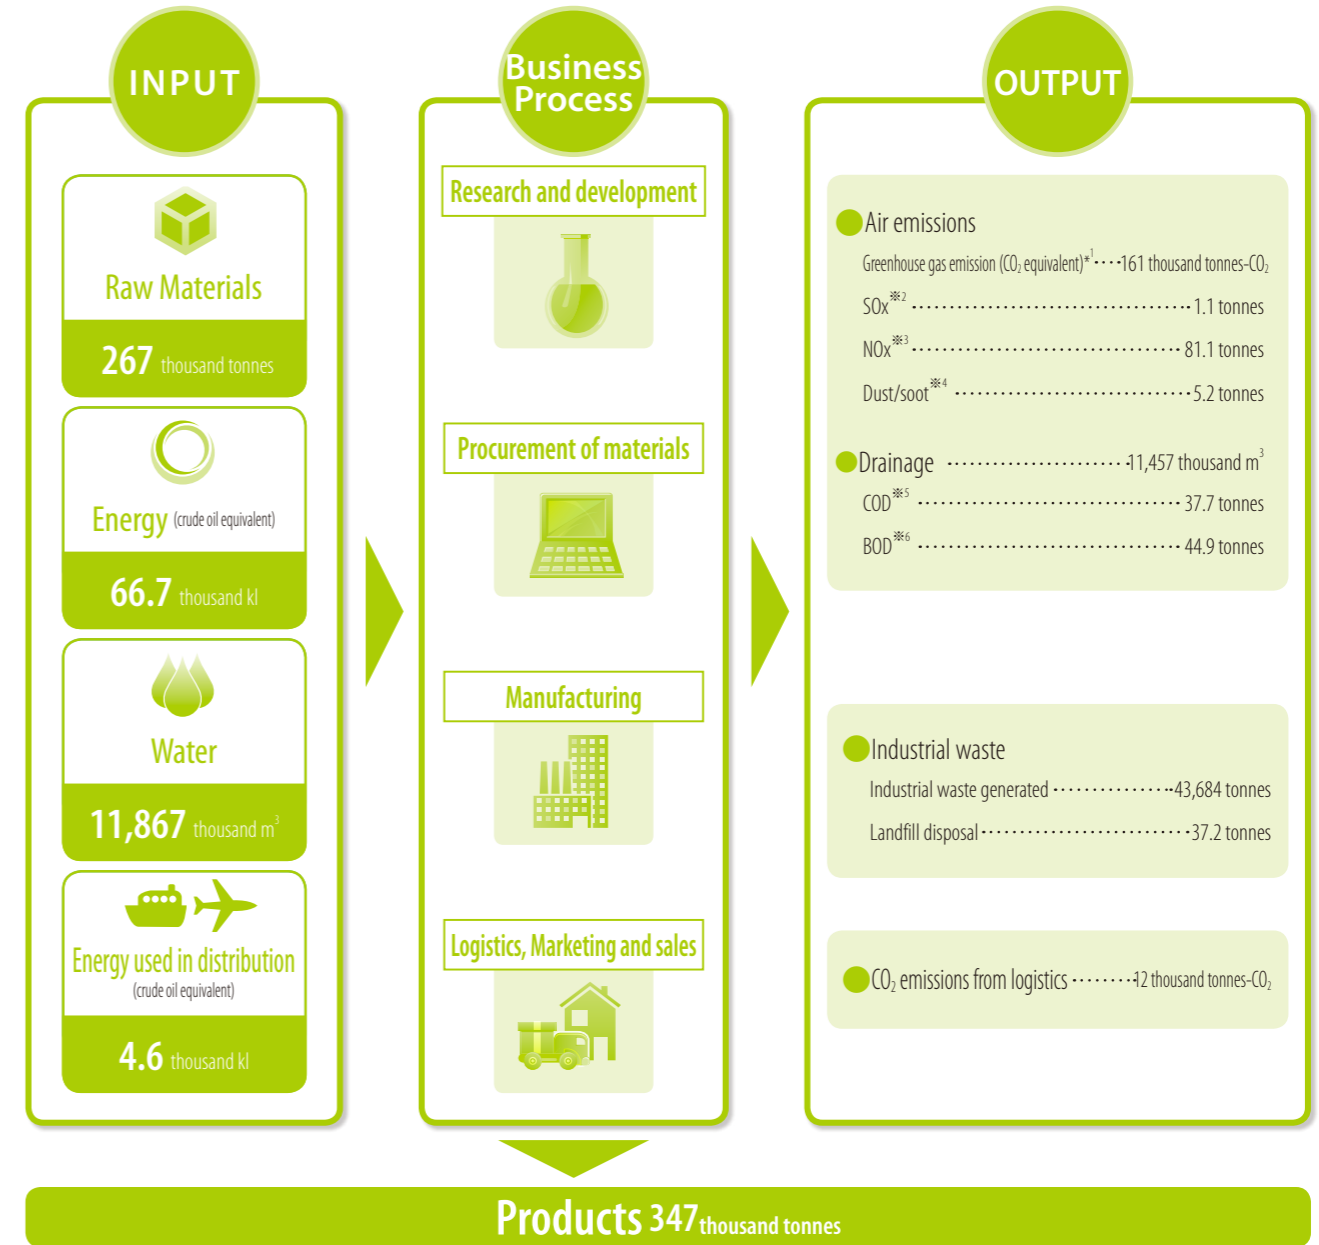 INPUT
Raw Materials
267 thousand tonnes
Energy (crude oil equivalent)
66.7 thousand kl
Water
11,867 thousand m³
Energy used in distribution
(crude oil equivalent)
4.6 thousand kl
Business
Process
Research and development
Procurement of materials
Manufacturing
Logistics, Marketing and sales
OUTPUT
Air emissions
Greenhouse gas emission (CO₂ equivalent)*¹ ････161 thousand tonnes-CO₂
SOx※2 ･････････････････････････････････････ 1.1 tonnes
NOx※3 ･･･････････････････････････････････ 81.1 tonnes
Dust/soot※4 ･･･････････････････････････････ 5.2 tonnes
Drainage ････････････････････････11,457 thousand m³
COD※5 ･･･････････････････････････････････ 37.7 tonnes
BOD※6 ･･･････････････････････････････････ 44.9 tonnes
Industrial waste
Industrial waste generated ････････････････43,684 tonnes
Landfill disposal ･･･････････････････････････37.2 tonnes
CO₂ emissions from logistics ･････････12 thousand tonnes-CO₂
Products 347 thousand tonnes